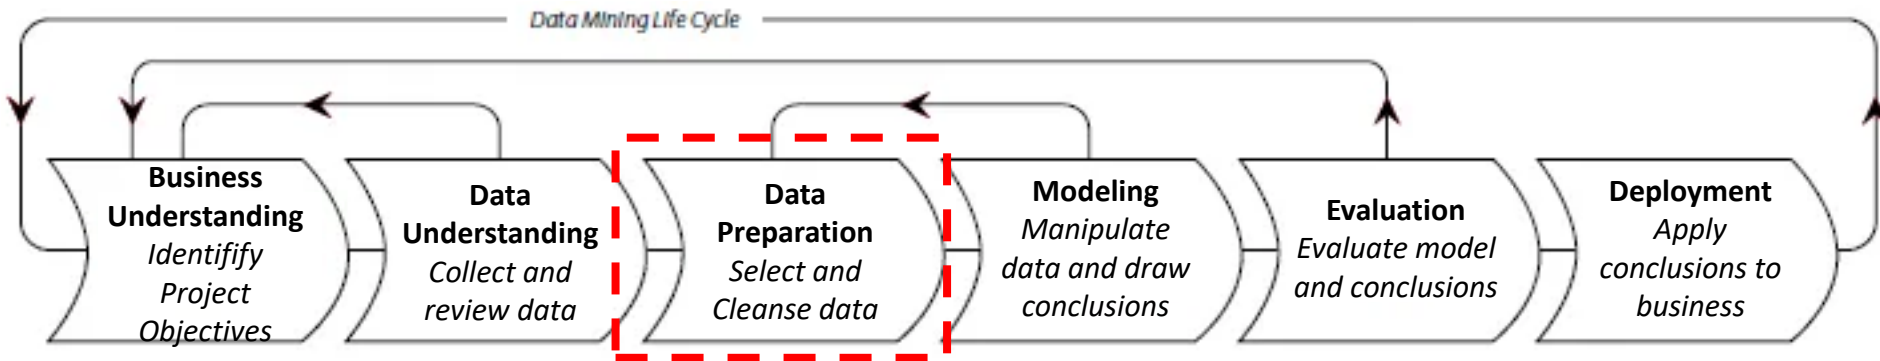 Data Mining Life Cycle
Business
Understanding
Identifify
Project
Objectives
Data
Understanding
Collect and
review data
Data
Preparation
Select and
Cleanse data
Modeling
Manipulate
data and draw
conclusions
Evaluation
Evaluate model
and conclusions
Deployment
Apply
conclusions to
business